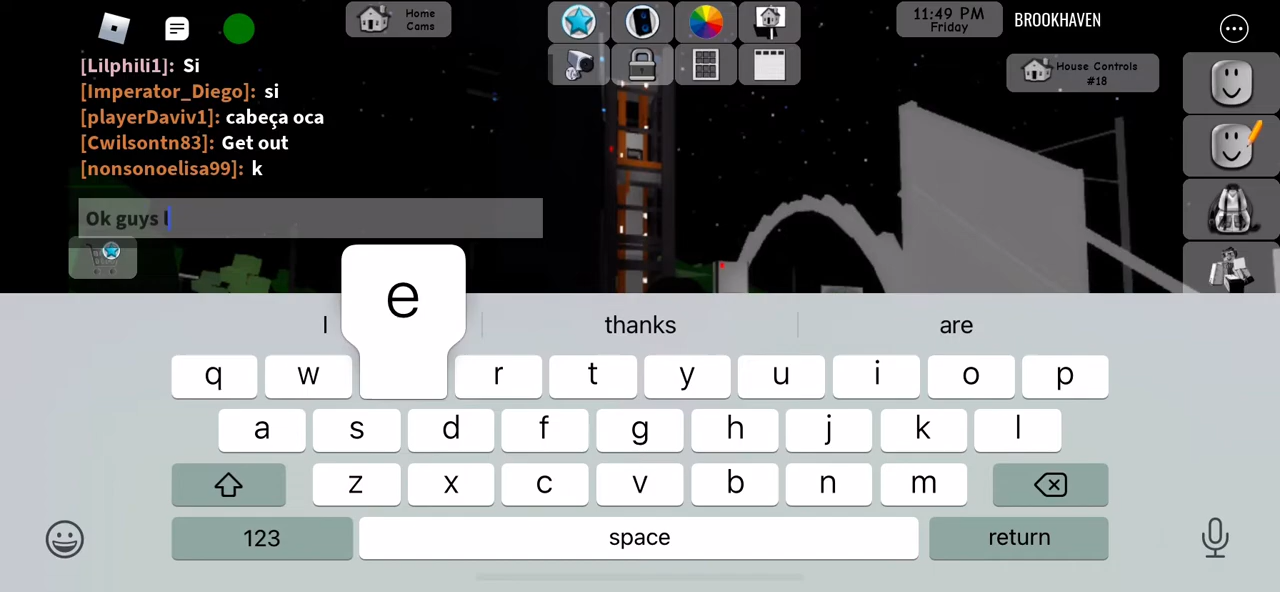 Home
Cams
11:49 PM
Friday
BROOKHAVEN
House Controls
#18
[Lilphili1]: Si
[Imperator_Diego]: si
[playerDaviv1]: cabeça oca
[Cwilsontn83]: Get out
[nonsonoelisa99]: k
Ok guys l
e
I thanks are
q w r t y u i o p
a s d f g h j k l
z x c v b n m
123 space return